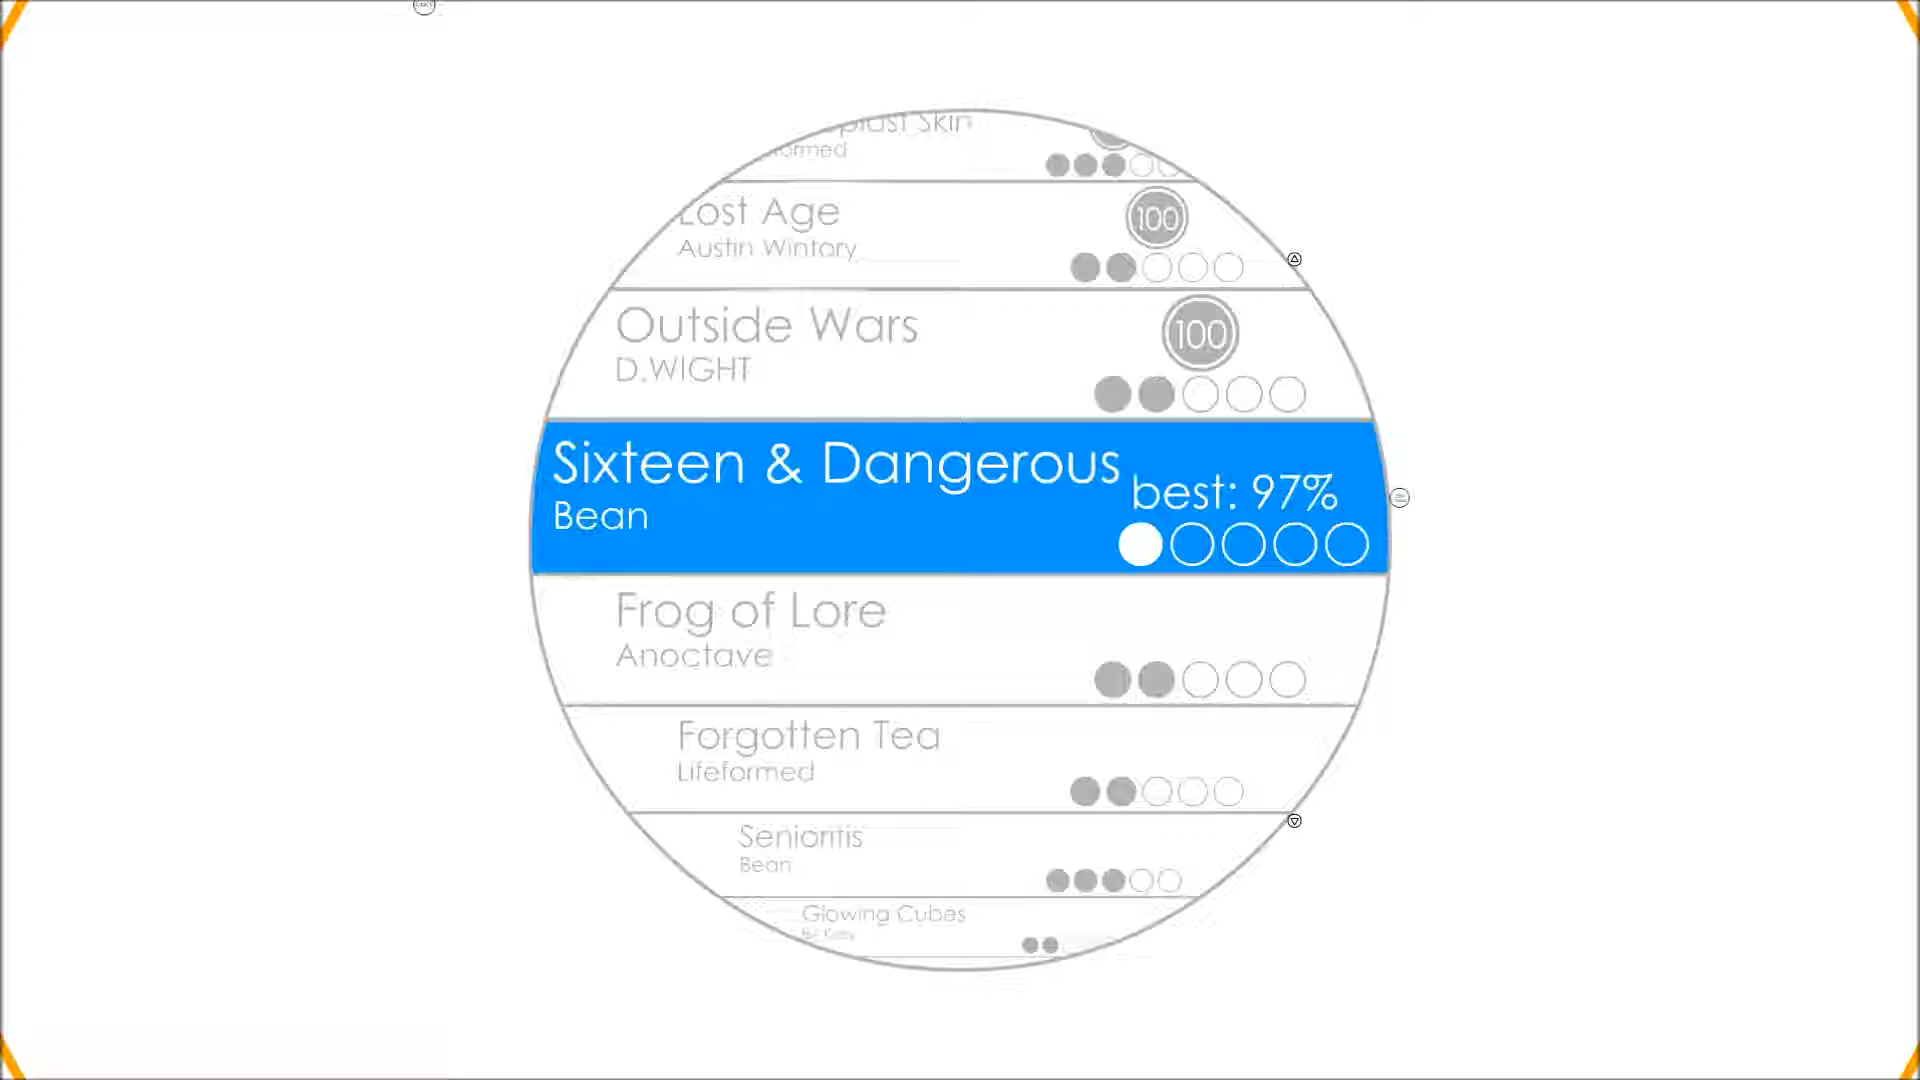 Skin
Lost Age
100
Austin Wintory
Outside Wars
100
D.WIGHT
Sixteen & Dangerous
best: 97%
Bean
Frog of Lore
Anoctave
Forgotten Tea
Lifeformed
Senioritis
Bean
Glowing Cubes